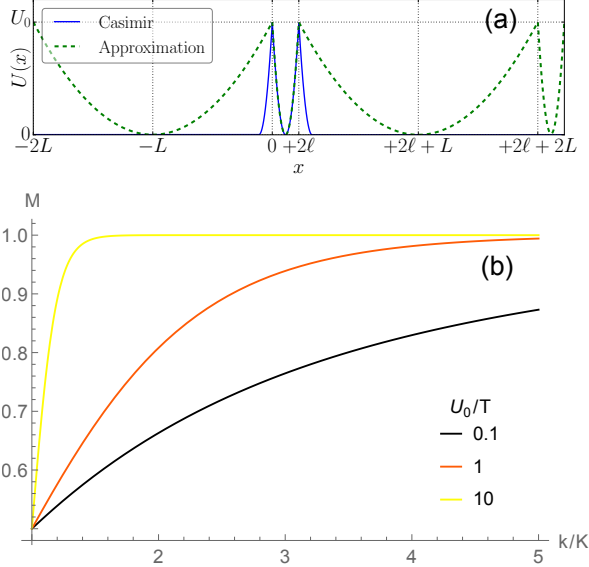 (a)
Casimir
Approximation
U₀
U(x)
0
−2L −L 0 +2ℓ +2ℓ + L +2ℓ + 2L
x
M
(b)
1.0
0.9
0.8
0.7
0.6
U₀/T
0.1
1
10
2 3 4 5 k/K